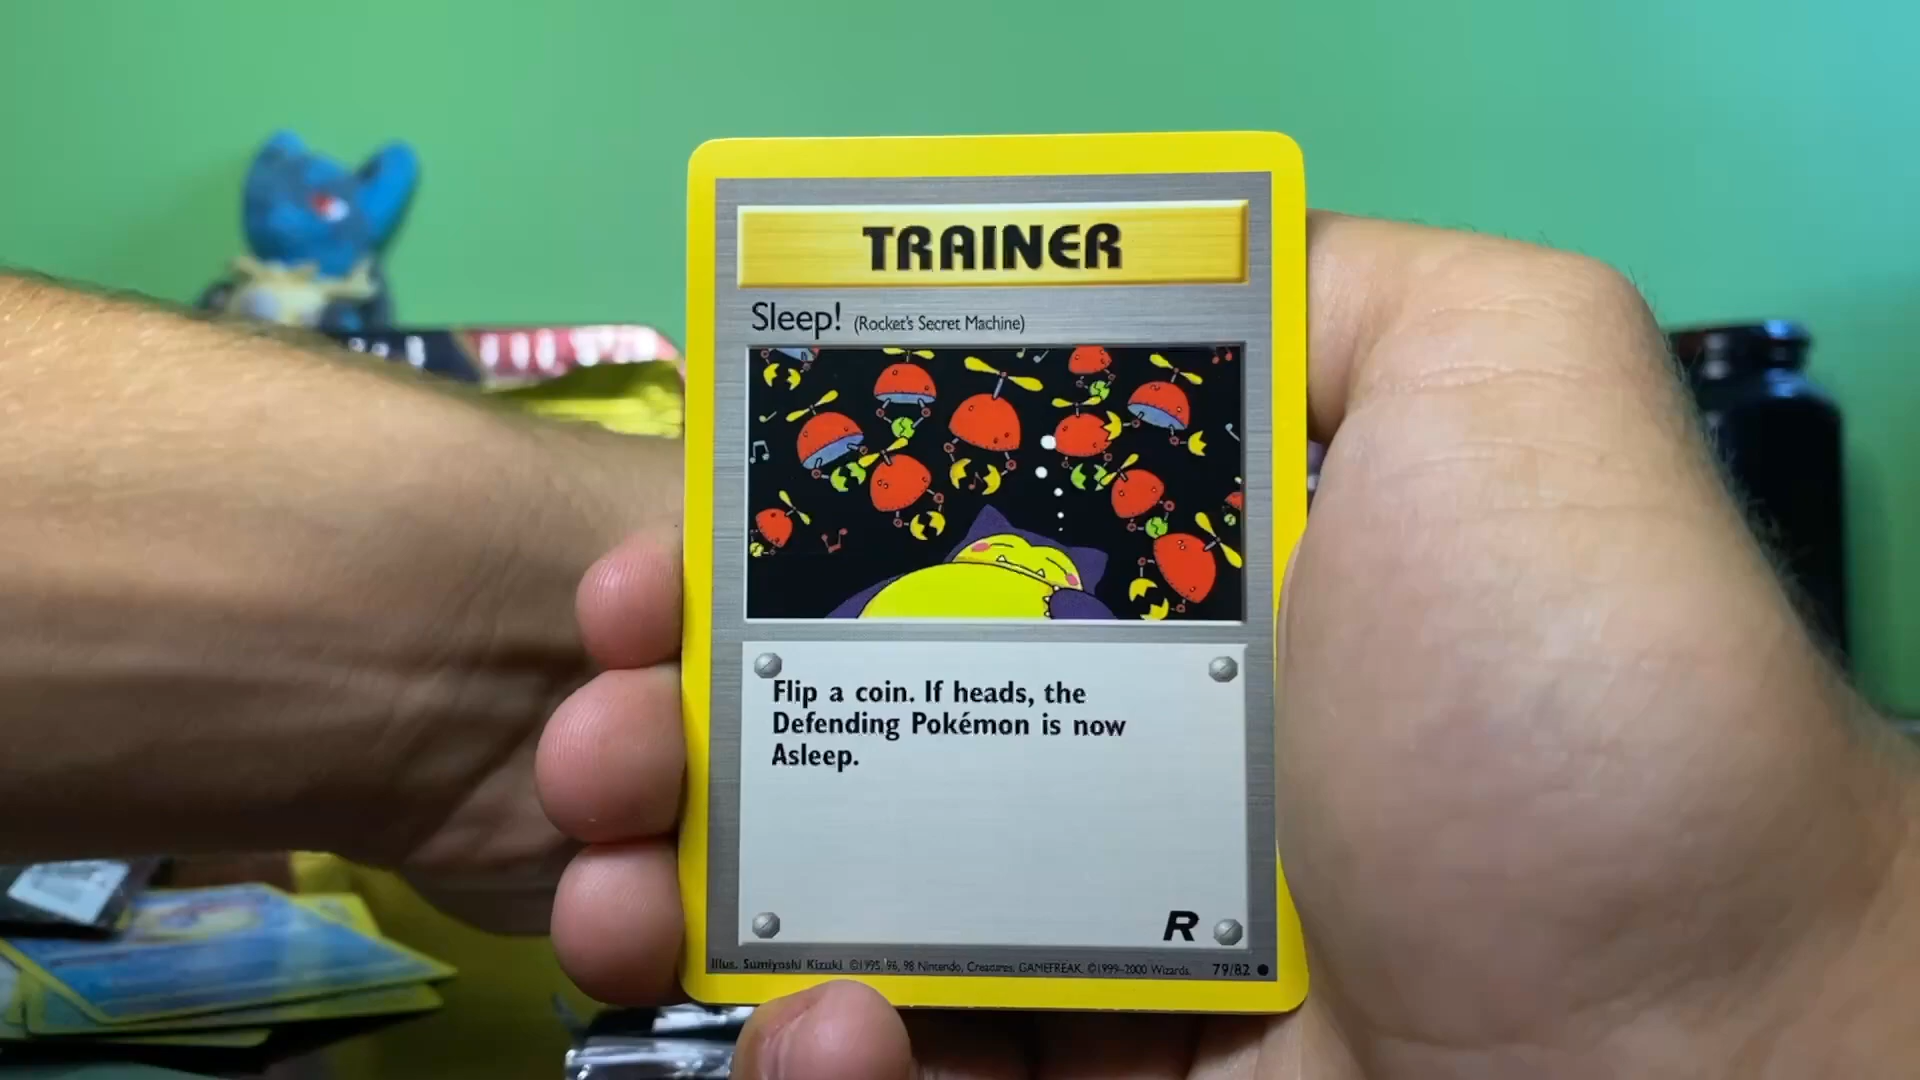 TRAINER
Sleep! (Rocket's Secret Machine)
Flip a coin. If heads, the
Defending Pokémon is now
Asleep.
R
Illus. Sumiyoshi Kizuki ©1995, 96, 98 Nintendo, Creatures, GAMEFREAK. ©1999-2000 Wizards. 79/82